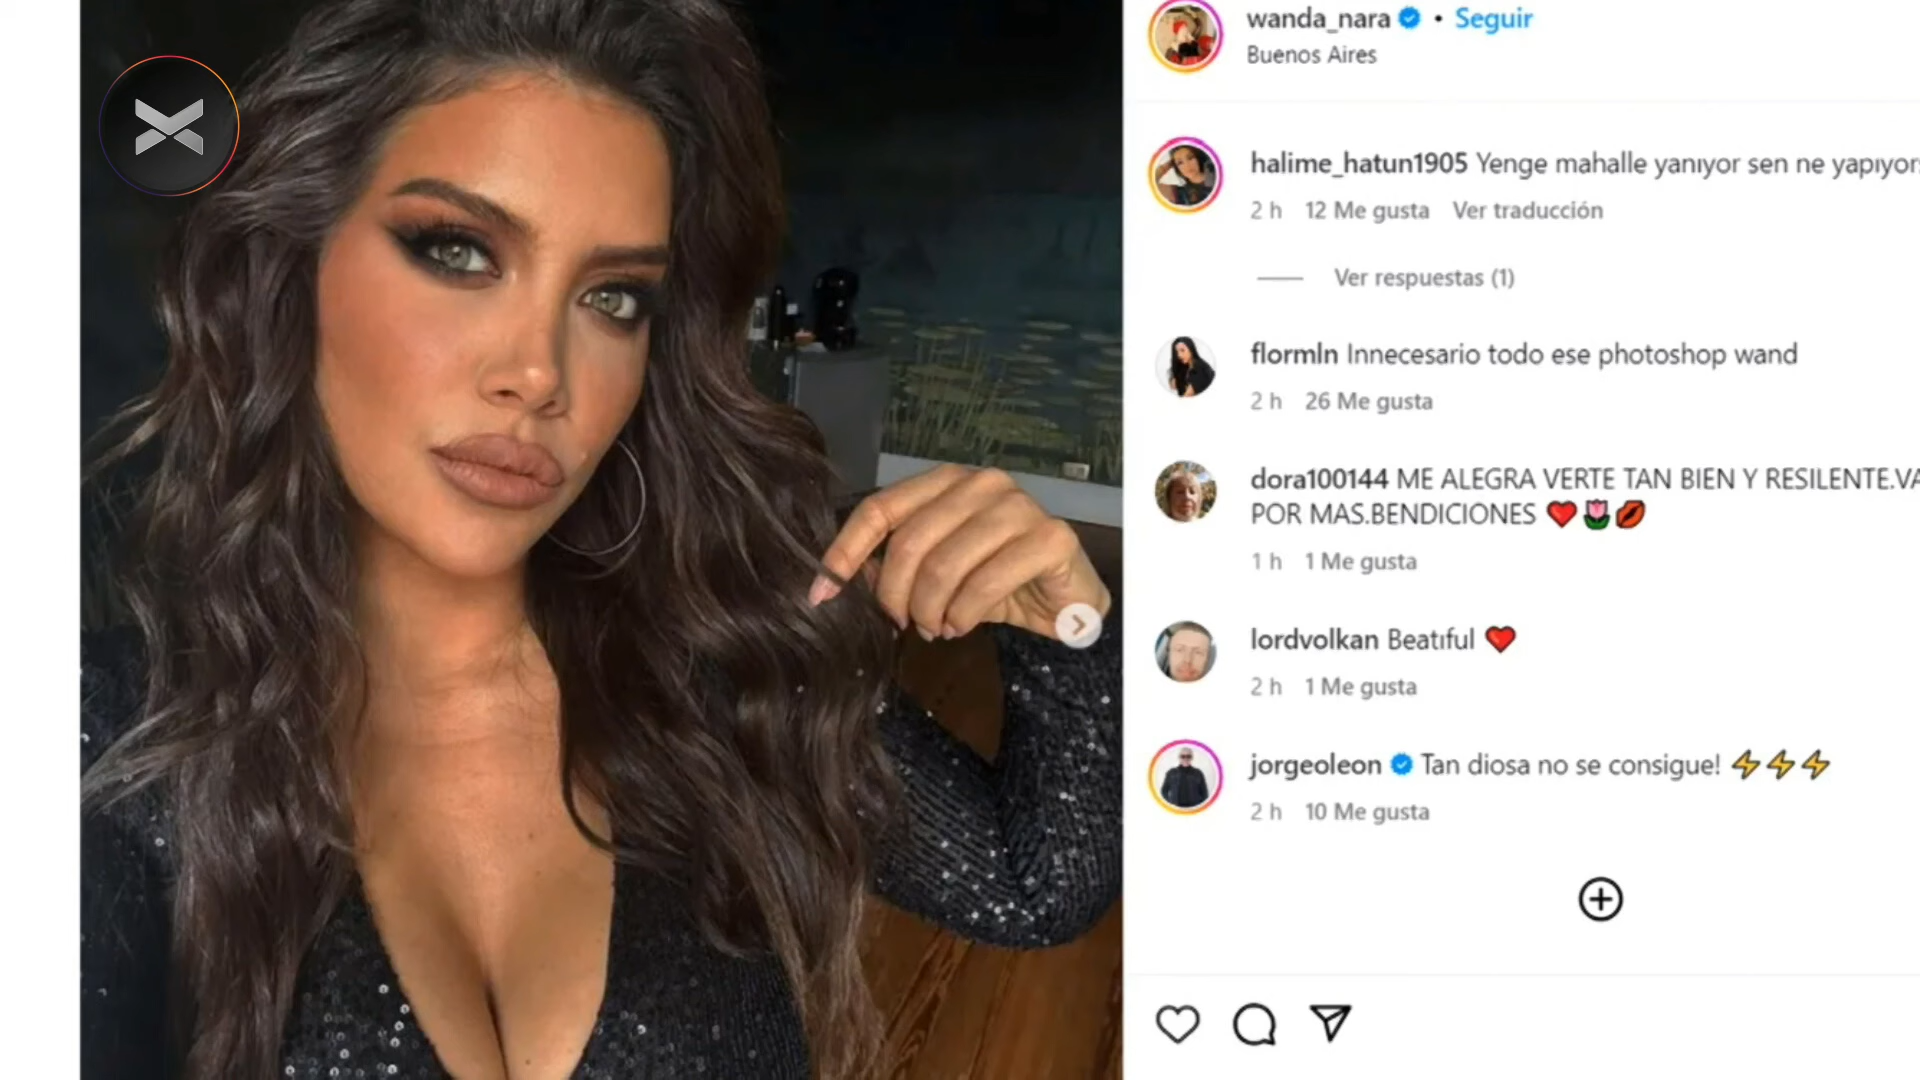 wanda_nara • Seguir
Buenos Aires
halime_hatun1905 Yenge mahalle yanıyor sen ne
2 h 12 Me gusta Ver traducción
Ver respuestas (1)
flormln Innecesario todo ese photoshop wand
2 h 26 Me gusta
dora100144 ME ALEGRA VERTE TAN BIEN Y RESILENTE.
POR MAS.BENDICIONES ❤️🌷💋
1 h 1 Me gusta
lordvolkan Beatıful ❤️
2 h 1 Me gusta
jorgeoleon Tan diosa no se consigue! ⚡⚡⚡
2 h 10 Me gusta